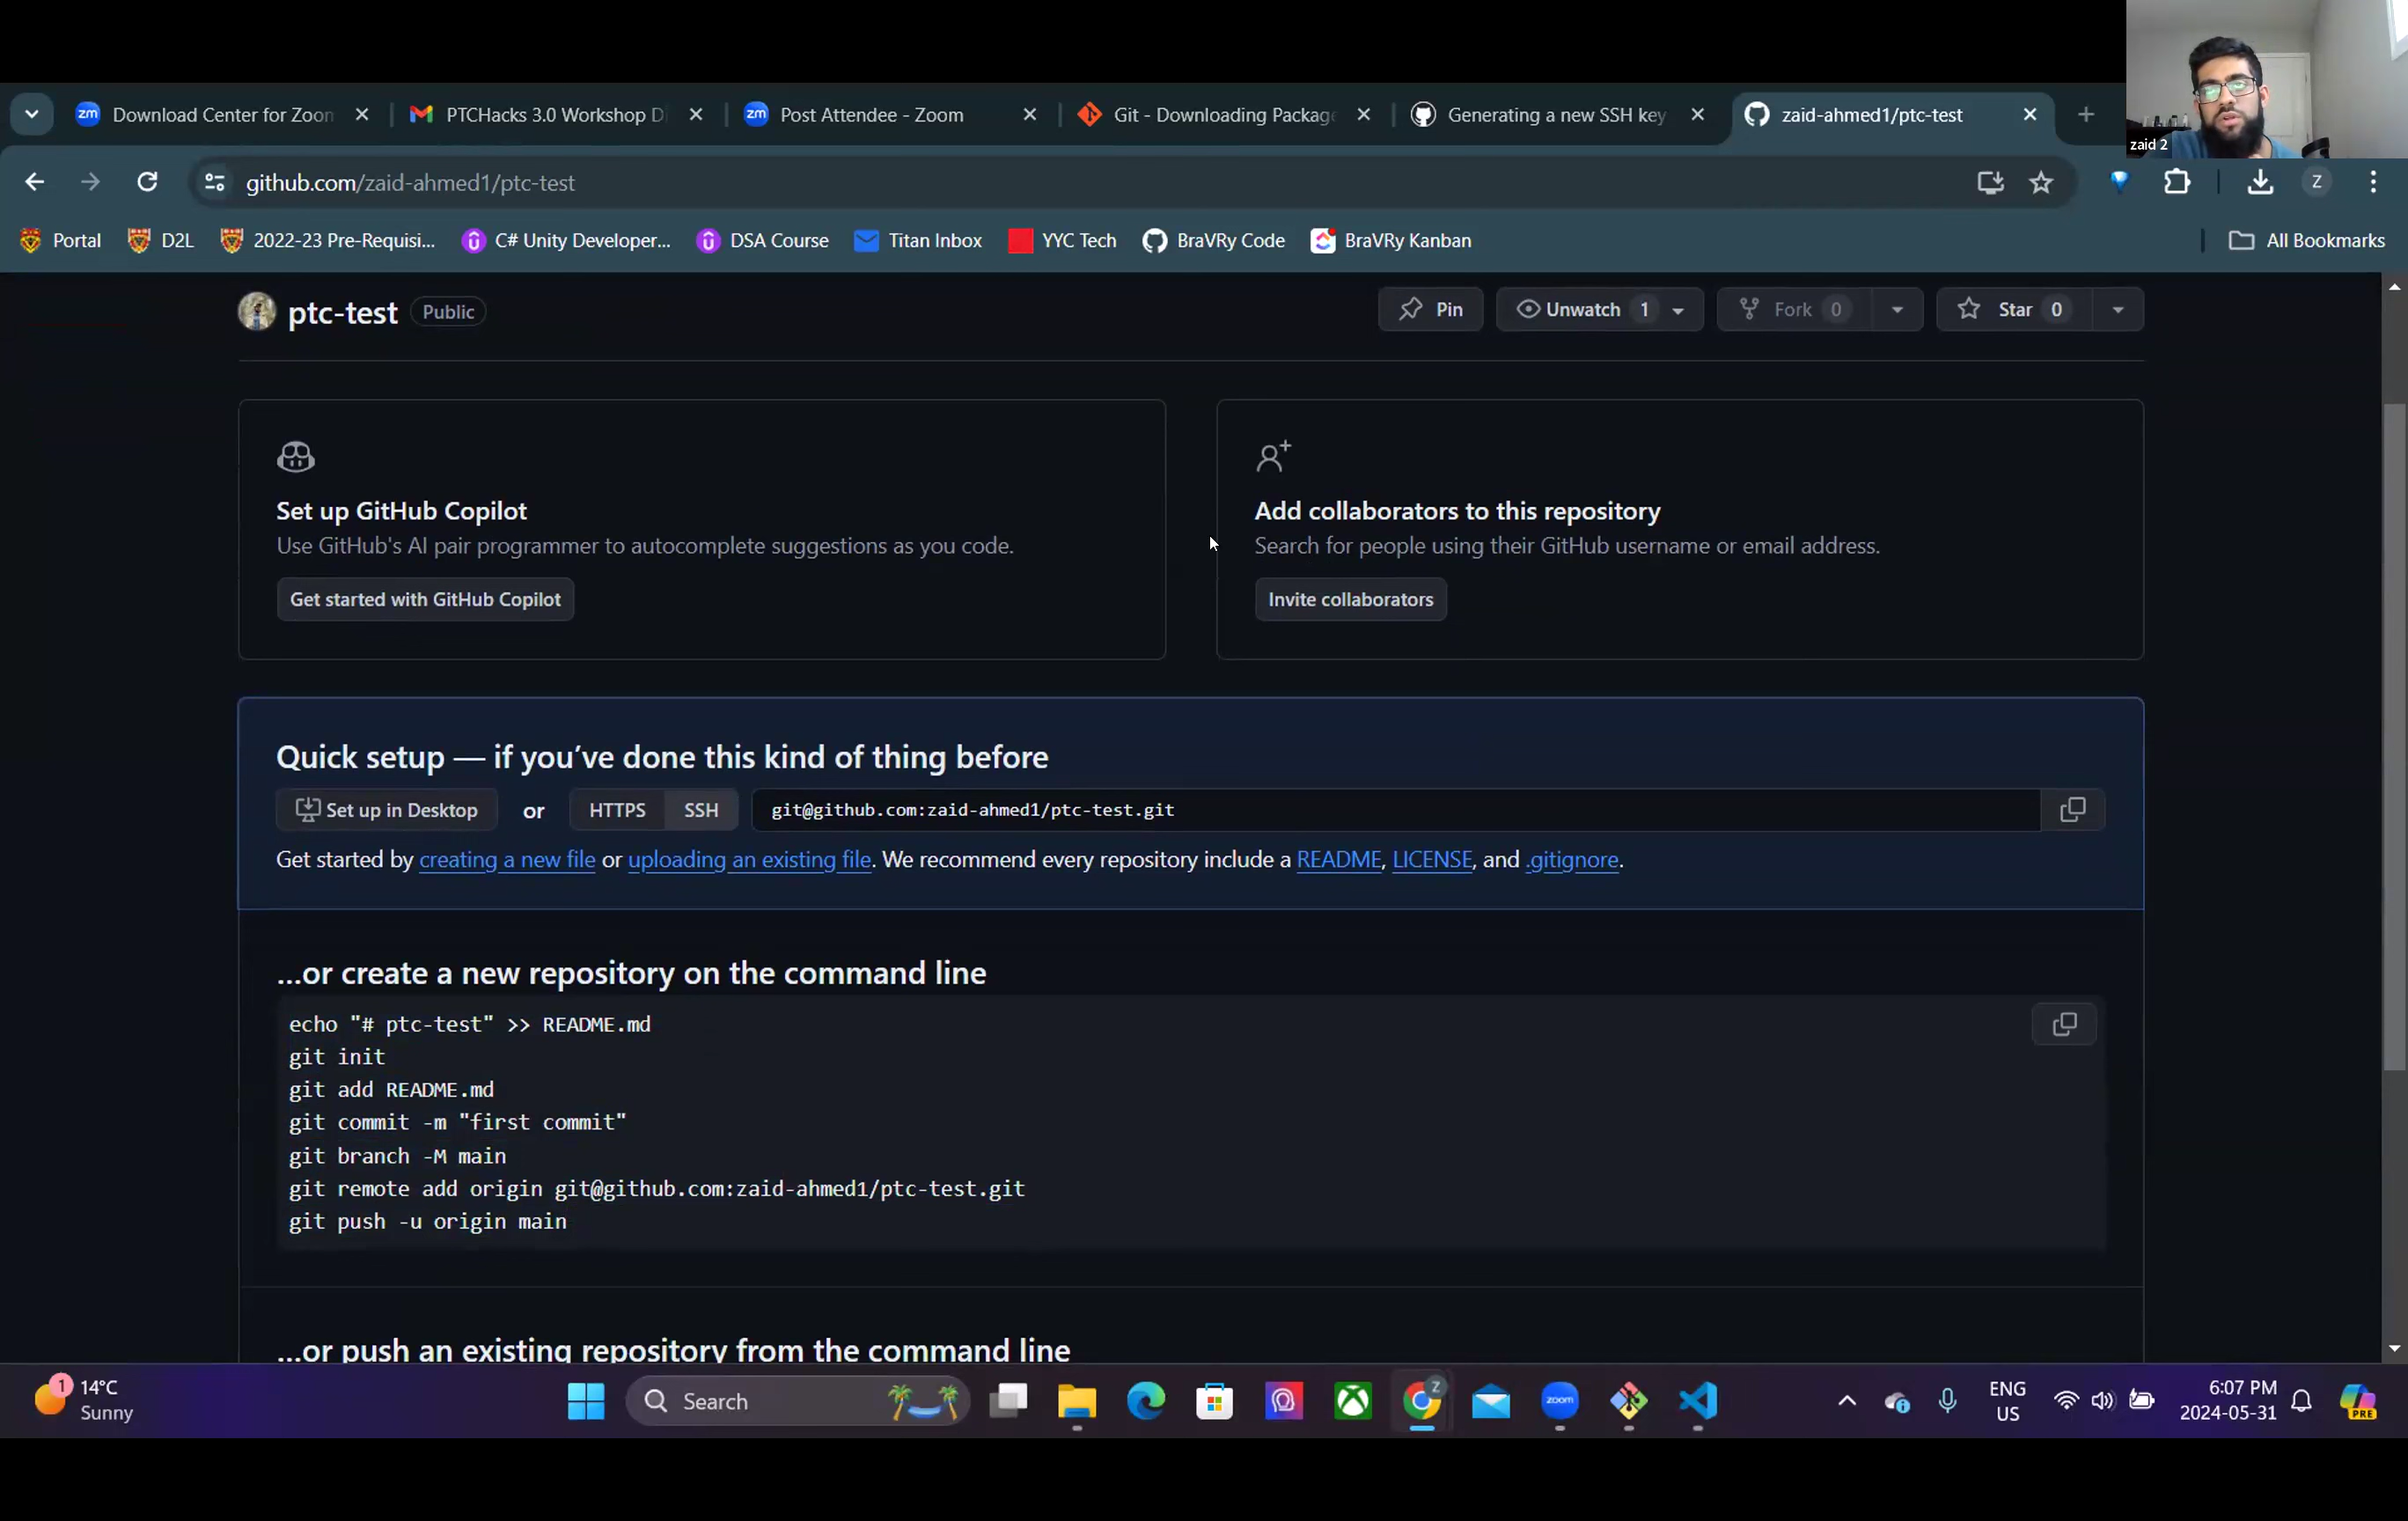 Download Center for Zoon
PTCHacks 3.0 Workshop D
Post Attendee - Zoom
Git - Downloading Package
Generating a new SSH key
zaid-ahmed1/ptc-test
zaid 2
github.com/zaid-ahmed1/ptc-test
Z
Portal
D2L
2022-23 Pre-Requisi...
C# Unity Developer...
DSA Course
Titan Inbox
YYC Tech
BraVRy Code
BraVRy Kanban
All Bookmarks
ptc-test Public
Pin
Unwatch 1
Fork 0
Star 0
Set up GitHub Copilot
Use GitHub's AI pair programmer to autocomplete suggestions as you code.
Get started with GitHub Copilot
Add collaborators to this repository
Search for people using their GitHub username or email address.
Invite collaborators
Quick setup — if you've done this kind of thing before
Set up in Desktop or HTTPS SSH git@github.com:zaid-ahmed1/ptc-test.git
Get started by creating a new file or uploading an existing file. We recommend every repository include a README, LICENSE, and .gitignore.
...or create a new repository on the command line
echo "# ptc-test" >> README.md
git init
git add README.md
git commit -m "first commit"
git branch -M main
git remote add origin git@github.com:zaid-ahmed1/ptc-test.git
git push -u origin main
...or push an existing repository from the command line
1
14°C
Sunny
Search
Z
zoom
ENG
US
6:07 PM
2024-05-31
PRE